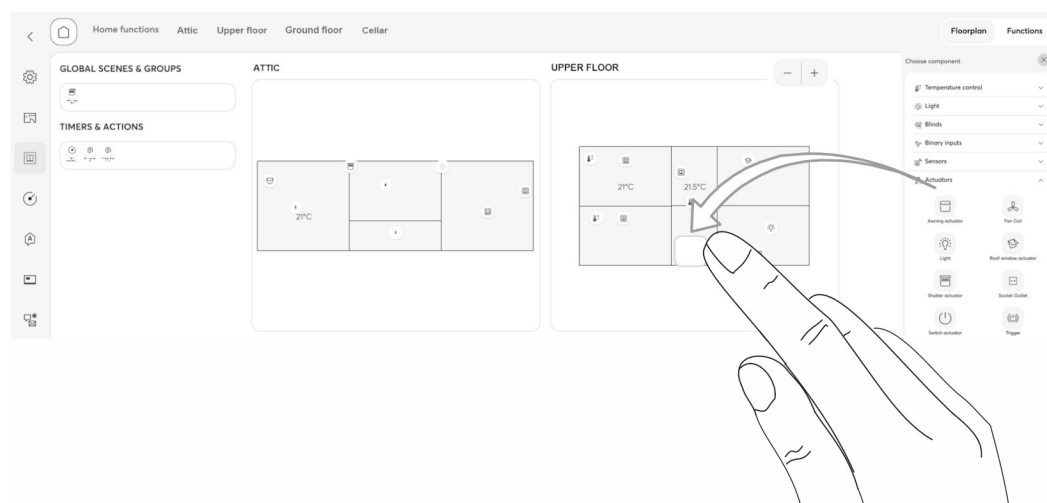 Home functions Attic Upper floor Ground floor Cellar
Floorplan Functions
GLOBAL SCENES & GROUPS
TIMERS & ACTIONS
ATTIC
21°C
UPPER FLOOR
− +
21°C 21.5°C
Choose component
Temperature control
Light
Blinds
Binary inputs
Sensors
Actuators
Awning actuator Fan Coil
Light Roof window actuator
Shutter actuator Socket Outlet
Switch actuator Trigger